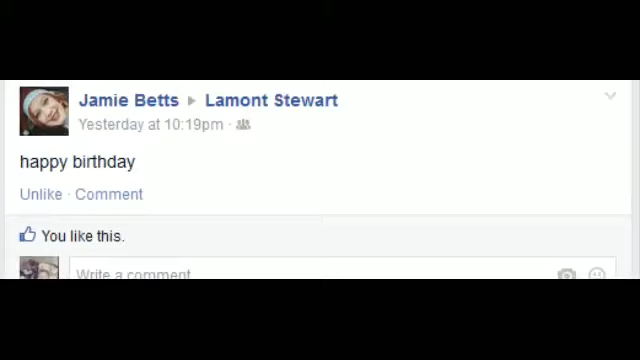 Jamie Betts ▸ Lamont Stewart
Yesterday at 10:19pm ·
happy birthday
Unlike · Comment
You like this.
Write a comment